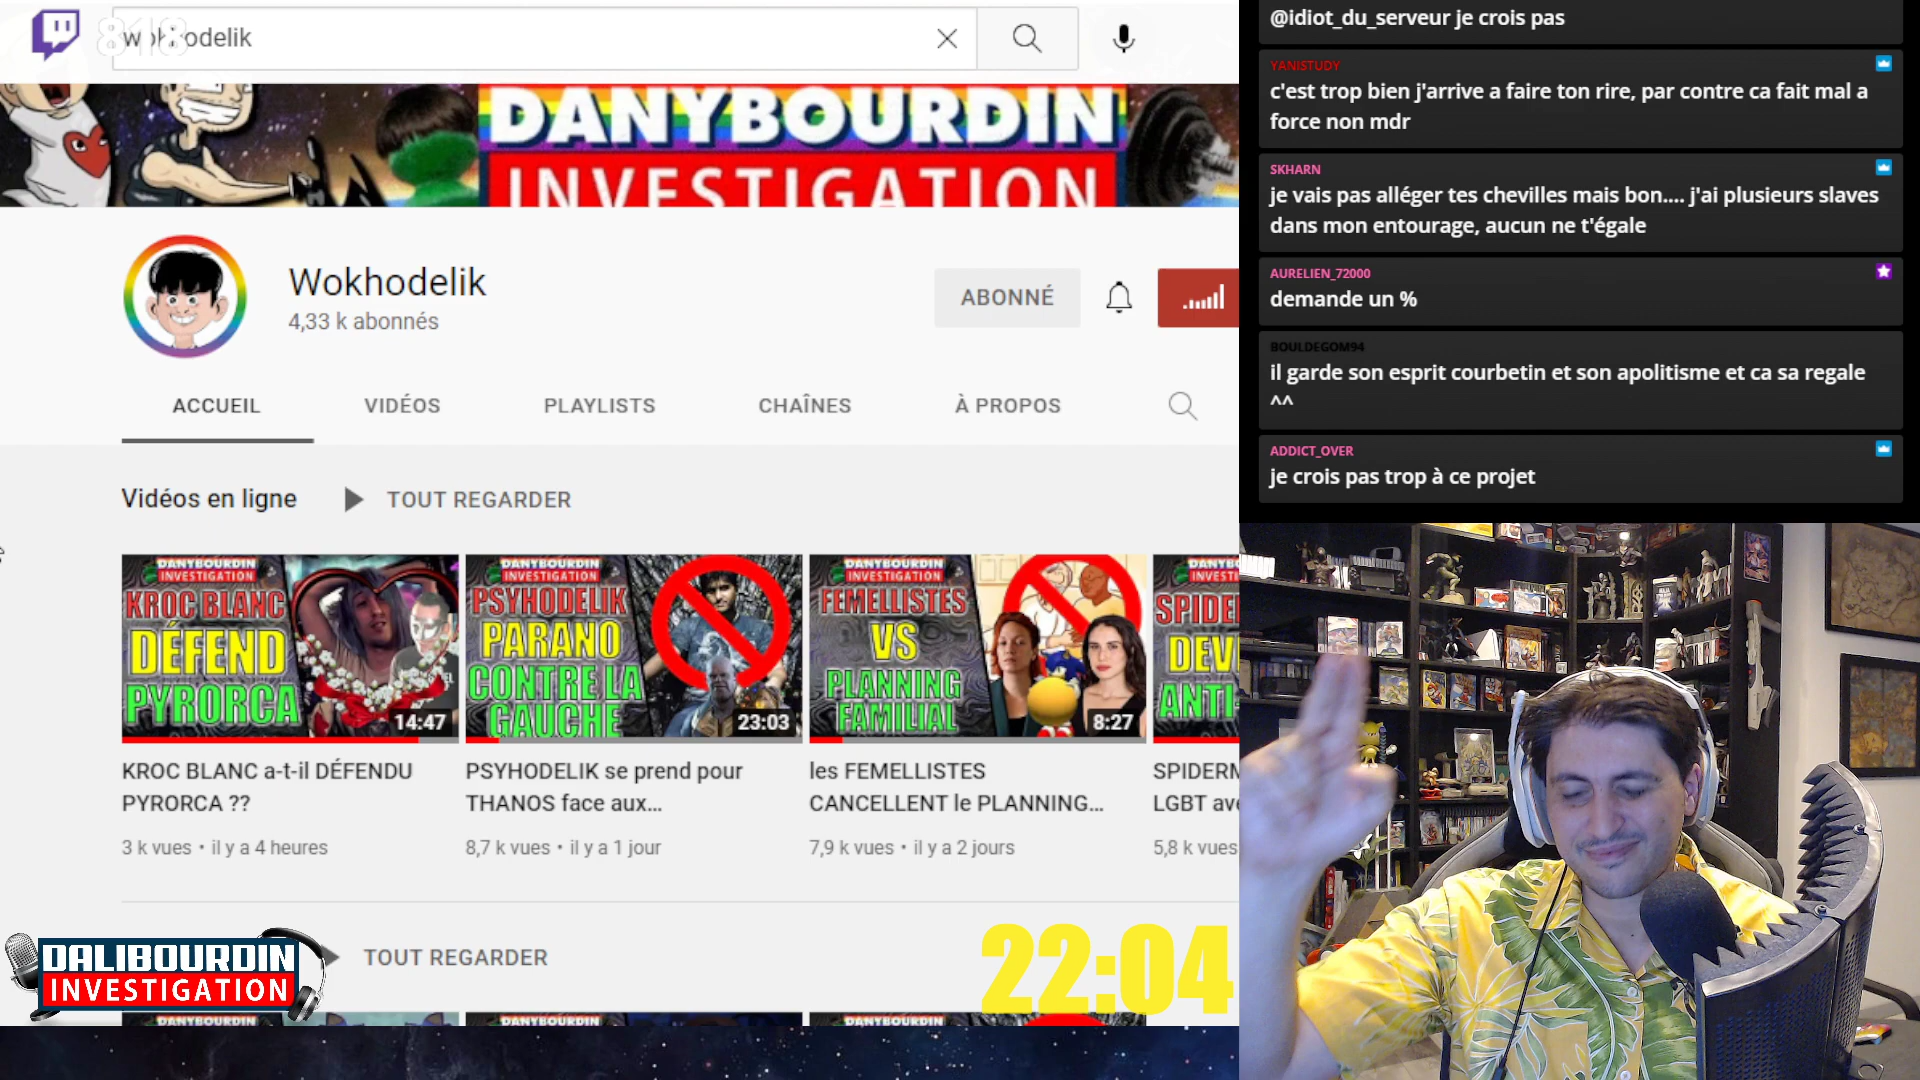 818
wokhodelik
DANYBOURDIN
INVESTIGATION
Wokhodelik
4,33 k abonnés
ABONNÉ
ACCUEIL
VIDÉOS
PLAYLISTS
CHAÎNES
À PROPOS
Vidéos en ligne
TOUT REGARDER
DANYBOURDIN
INVESTIGATION
KROC BLANC
DÉFEND
PYRORCA
14:47
KROC BLANC a-t-il DÉFENDU
PYRORCA ??
3 k vues • il y a 4 heures
DANYBOURDIN
INVESTIGATION
PSYHODELIK
PARANO
CONTRE LA
GAUCHE
23:03
PSYHODELIK se prend pour
THANOS face aux...
8,7 k vues • il y a 1 jour
DANYBOURDIN
INVESTIGATION
FEMELLISTES
VS
PLANNING
FAMILIAL
8:27
les FEMELLISTES
CANCELLENT le PLANNING...
7,9 k vues • il y a 2 jours
DANYB
INVESTI
SPIDE
DEV
ANTI-
SPIDERM
LGBT ave
5,8 k vues
TOUT REGARDER
DALIBOURDIN
INVESTIGATION
22:04
DANYBOURDIN
DANYBOURDIN
DANYBOURDIN
@idiot_du_serveur je crois pas
YANISTUDY
c'est trop bien j'arrive a faire ton rire, par contre ca fait mal a
force non mdr
SKHARN
je vais pas alléger tes chevilles mais bon.... j'ai plusieurs slaves
dans mon entourage, aucun ne t'égale
AURELIEN_72000
demande un %
BOULDEGOM94
il garde son esprit courbetin et son apolitisme et ca sa regale
^^
ADDICT_OVER
je crois pas trop à ce projet